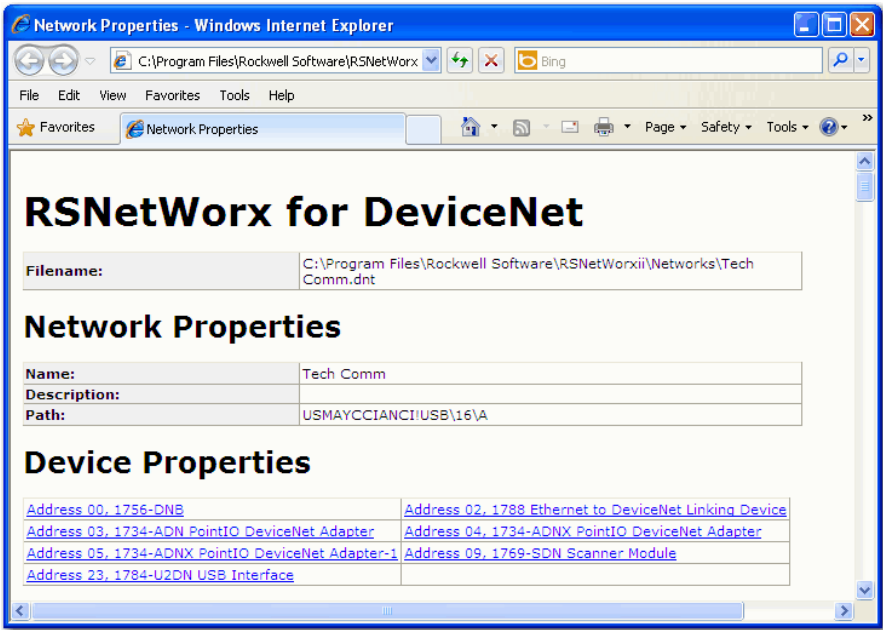 Network Properties - Windows Internet Explorer
C:\Program Files\Rockwell Software\RSNetWorx
Bing
File Edit View Favorites Tools Help
Favorites Network Properties Page Safety Tools
RSNetWorx for DeviceNet
Filename: C:\Program Files\Rockwell Software\RSNetWorxii\Networks\Tech
Comm.dnt
Network Properties
Name: Tech Comm
Description:
Path: USMAYCCIANCI!USB\16\A
Device Properties
Address 00, 1756-DNB Address 02, 1788 Ethernet to DeviceNet Linking Device
Address 03, 1734-ADN PointIO DeviceNet Adapter Address 04, 1734-ADNX PointIO DeviceNet Adapter
Address 05, 1734-ADNX PointIO DeviceNet Adapter-1 Address 09, 1769-SDN Scanner Module
Address 23, 1784-U2DN USB Interface